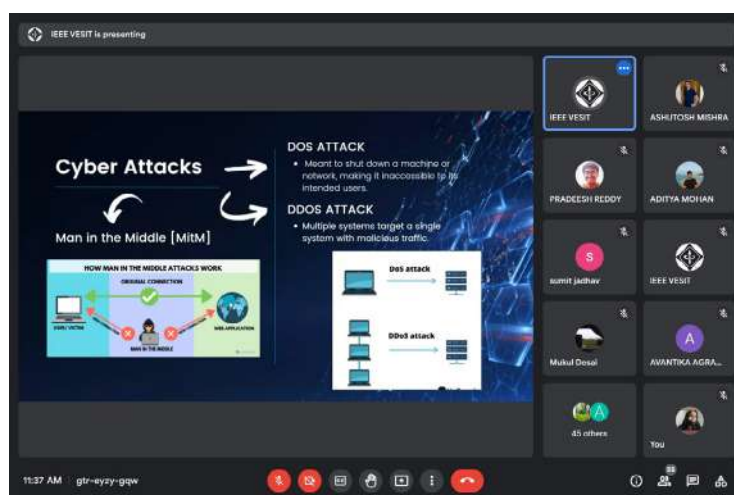 IEEE VESIT is presenting
Cyber Attacks
Man in the Middle [MitM]
HOW MAN IN THE MIDDLE ATTACKS WORK
ORIGINAL CONNECTION
USER/ VICTIM
MAN IN THE MIDDLE
WEB APPLICATION
DOS ATTACK
• Meant to shut down a machine or
network, making it inaccessible to its
intended users.
DDOS ATTACK
• Multiple systems target a single
system with malicious traffic.
DoS attack
DDoS attack
IEEE VESIT
ASHUTOSH MISHRA
PRADEESH REDDY
ADITYA MOHAN
S
sumit jadhav
IEEE VESIT
Mukul Desai
A
AVANTIKA AGRA...
A
45 others
You
11:37 AM
gtr-eyzy-gqw